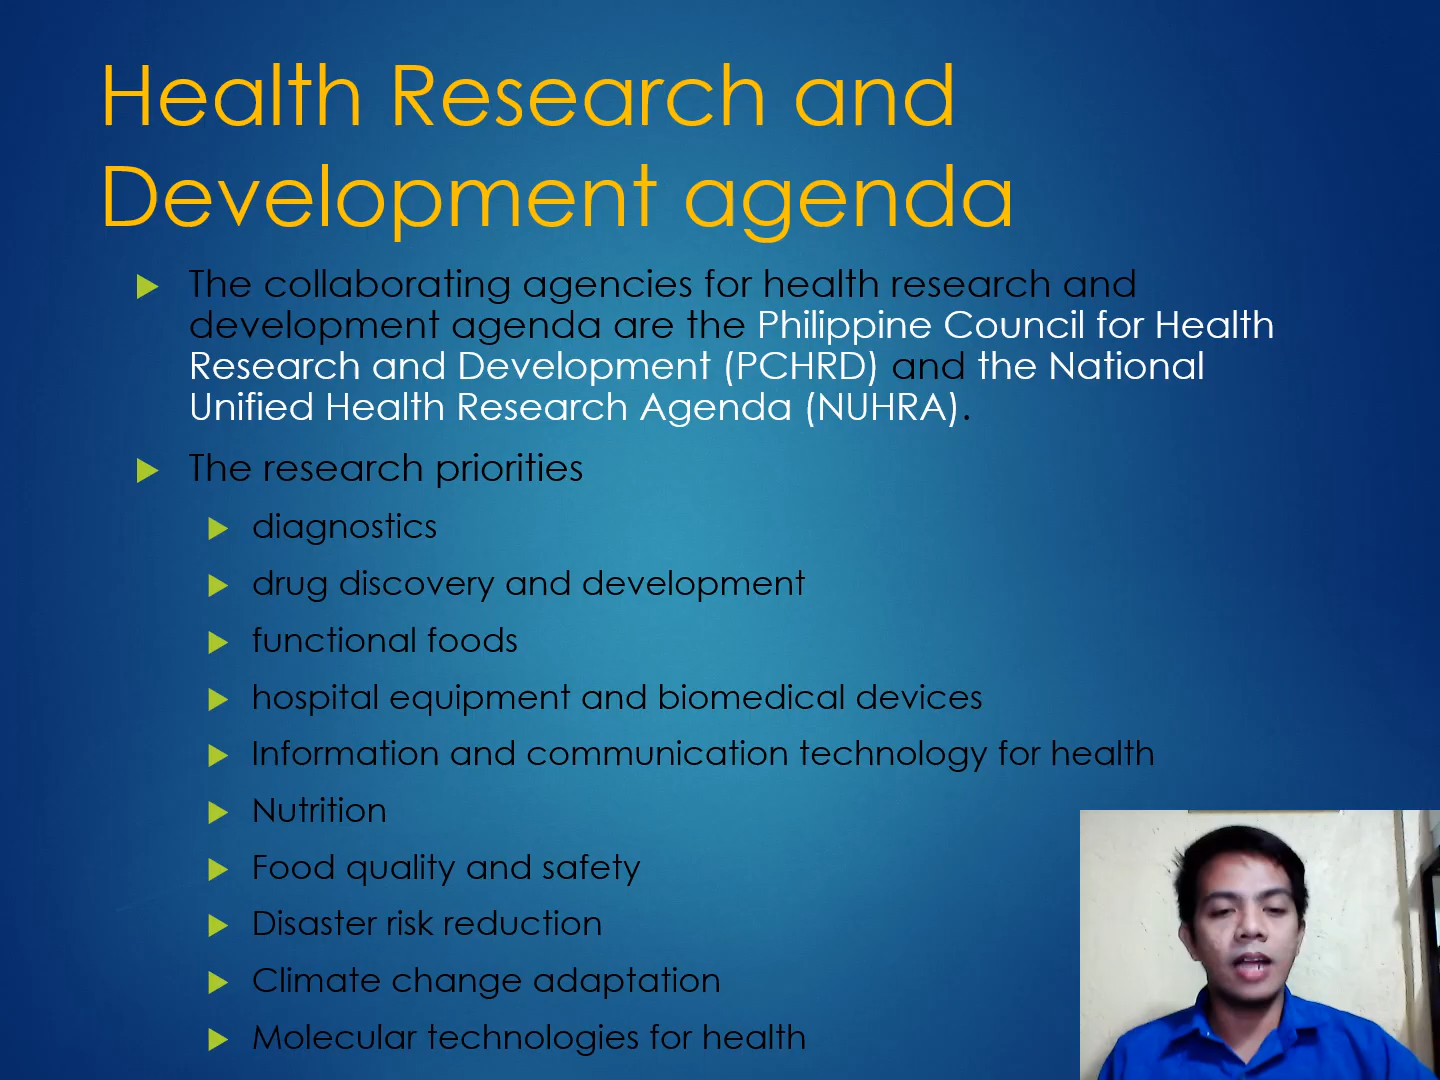 Health Research and
Development agenda
The collaborating agencies for health research and
development agenda are the Philippine Council for Health
Research and Development (PCHRD) and the National
Unified Health Research Agenda (NUHRA).
The research priorities
diagnostics
drug discovery and development
functional foods
hospital equipment and biomedical devices
Information and communication technology for health
Nutrition
Food quality and safety
Disaster risk reduction
Climate change adaptation
Molecular technologies for health